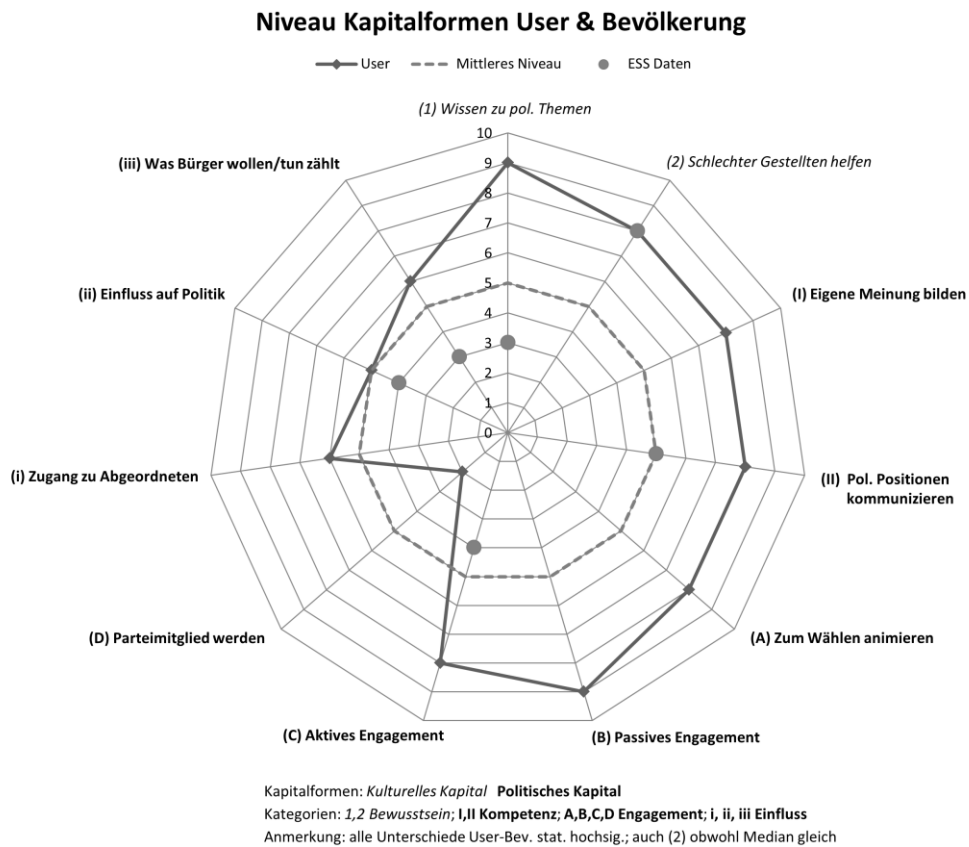 Niveau Kapitalformen User & Bevölkerung
User Mittleres Niveau ESS Daten
(1) Wissen zu pol. Themen
10
(iii) Was Bürger wollen/tun zählt
9
(2) Schlechter Gestellten helfen
8
7
6
(ii) Einfluss auf Politik
(I) Eigene Meinung bilden
5
4
3
2
1
0
(i) Zugang zu Abgeordneten
(II) Pol. Positionen
kommunizieren
(D) Parteimitglied werden
(A) Zum Wählen animieren
(C) Aktives Engagement
(B) Passives Engagement
Kapitalformen: Kulturelles Kapital Politisches Kapital
Kategorien: 1,2 Bewusstsein; I,II Kompetenz; A,B,C,D Engagement; i, ii, iii Einfluss
Anmerkung: alle Unterschiede User-Bev. stat. hochsig.; auch (2) obwohl Median gleich